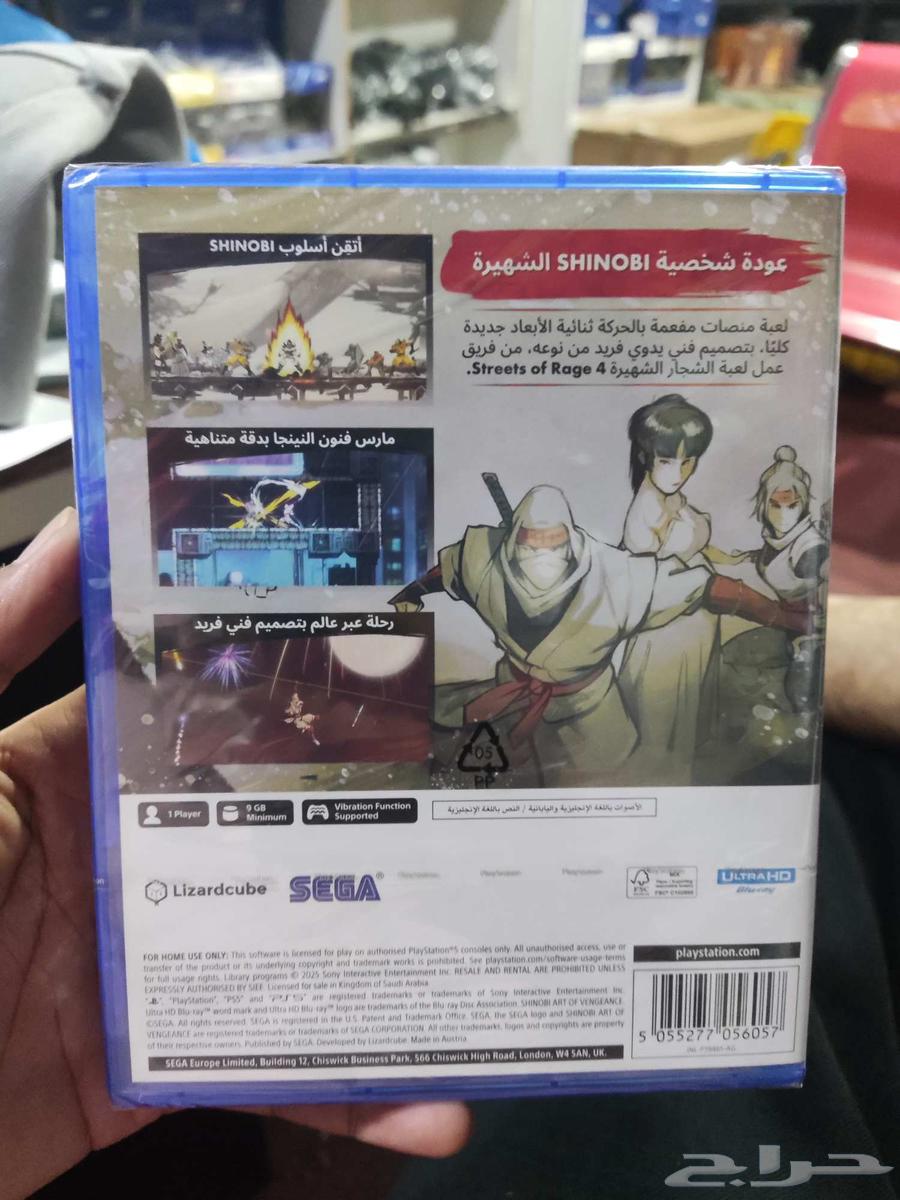 عودة شخصية SHINOBI الشهيرة
لعبة منصات مفعمة بالحركة ثنائية الأبعاد جديدة
كليًا، بتصميم فني يدوي فريد من نوعه، من فريق
عمل لعبة الشجار الشهيرة Streets of Rage 4.
أتقِن أسلوب SHINOBI
مارس فنون النينجا بدقة متناهية
رحلة عبر عالم بتصميم فني فريد
05
PP
1 Player
9 GB
Minimum
Vibration Function
Supported
الأصوات باللغة الإنجليزية واليابانية / النص باللغة الإنجليزية
Lizardcube
SEGA®
FSC
MIX
ULTRA HD
Blu-ray
FOR HOME USE ONLY: This software is licensed for play on authorised PlayStation®5 consoles only. All unauthorised access, use or
transfer of the product or its underlying copyright and trademark works is prohibited. See playstation.com/software-usage-terms
for full usage rights. Library programs © 2025 Sony Interactive Entertainment Inc. RESALE AND RENTAL ARE PROHIBITED UNLESS
EXPRESSLY AUTHORISED BY SIEE. Licensed for sale in Kingdom of Saudi Arabia.
"PlayStation", "PS5" and "PS5" are registered trademarks or trademarks of Sony Interactive Entertainment Inc.
Ultra HD Blu-ray™ word mark and Ultra HD Blu-ray™ logo are trademarks of the Blu-ray Disc Association. SHINOBI ART OF VENGEANCE.
©SEGA. All rights reserved. SEGA is registered in the U.S. Patent and Trademark Office. SEGA, the SEGA logo and SHINOBI ART OF
VENGEANCE are registered trademarks or trademarks of SEGA CORPORATION. All other trademarks, logos and copyrights are property
of their respective owners. Published by SEGA. Developed by Lizardcube. Made in Austria.
SEGA Europe Limited, Building 12, Chiswick Business Park, 566 Chiswick High Road, London, W4 5AN, UK.
playstation.com
5 055277 056057
حراج